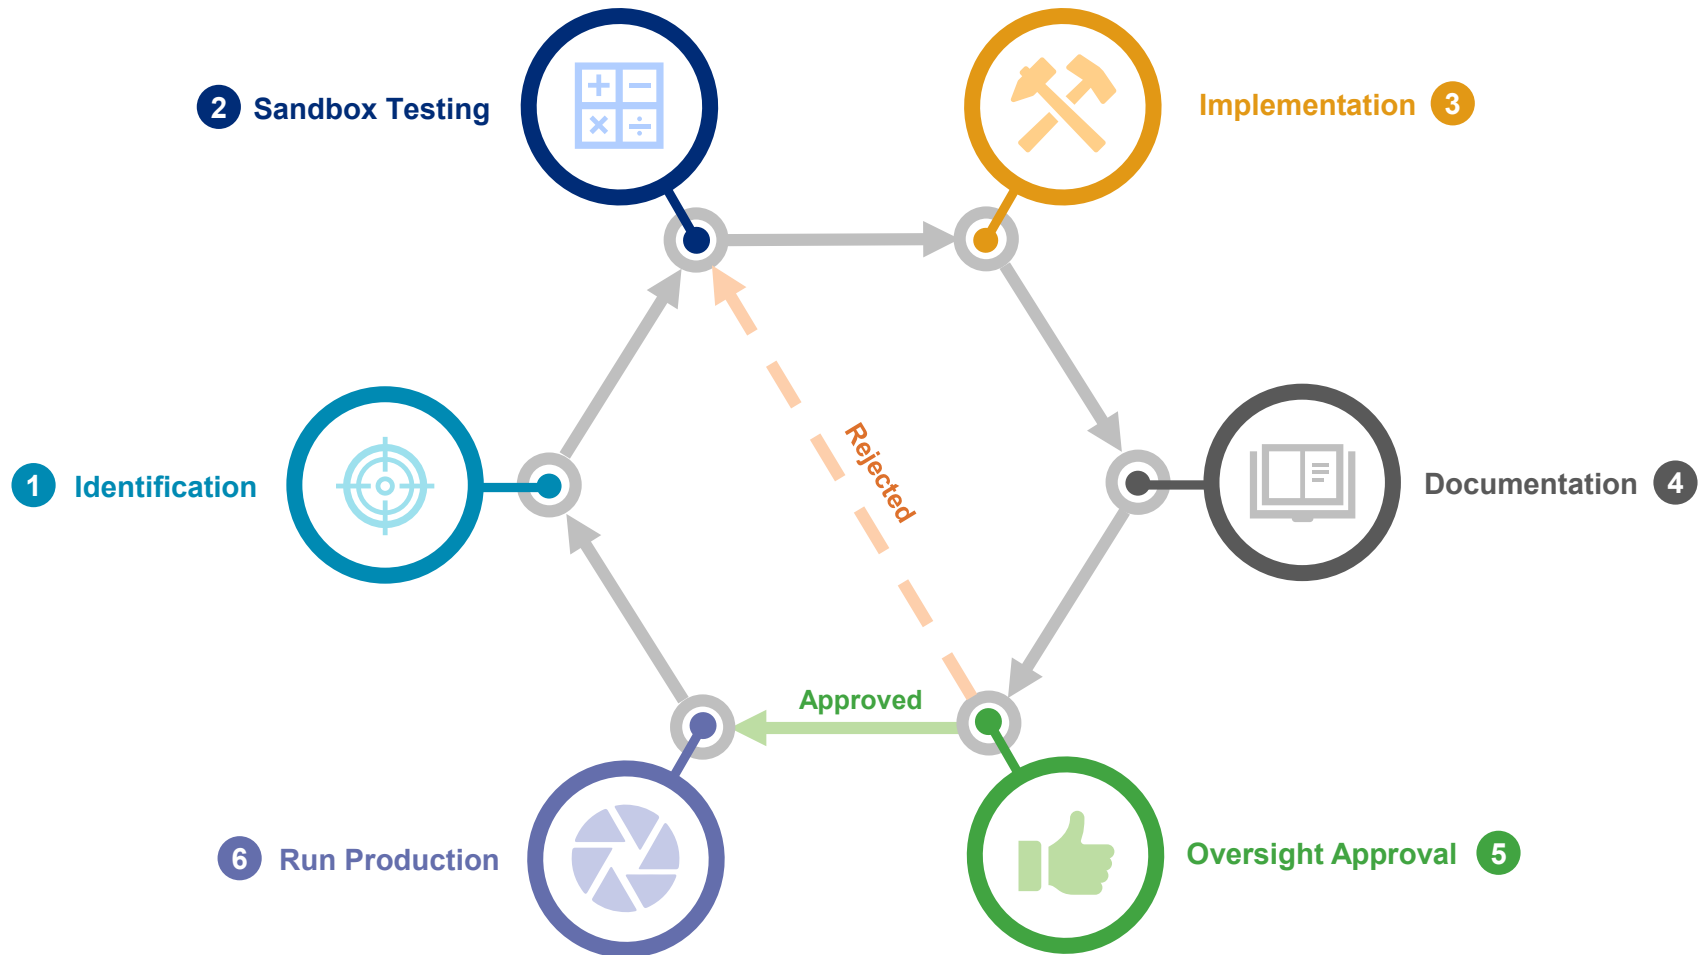 2 Sandbox Testing
Implementation 3
1 Identification
Rejected
Documentation 4
Approved
6 Run Production
Oversight Approval 5